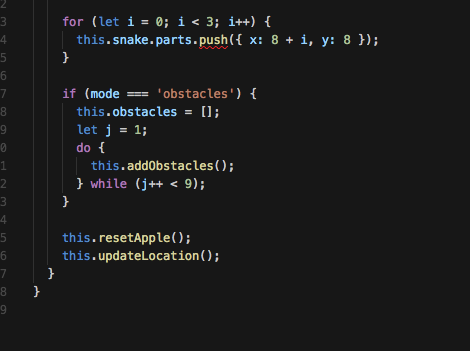 2
3 for (let i = 0; i < 3; i++) {
4 this.snake.parts.push({ x: 8 + i, y: 8 });
5 }
6
7 if (mode === 'obstacles') {
8 this.obstacles = [];
9 let j = 1;
0 do {
1 this.addObstacles();
2 } while (j++ < 9);
3 }
4
5 this.resetApple();
6 this.updateLocation();
7 }
8 }
9